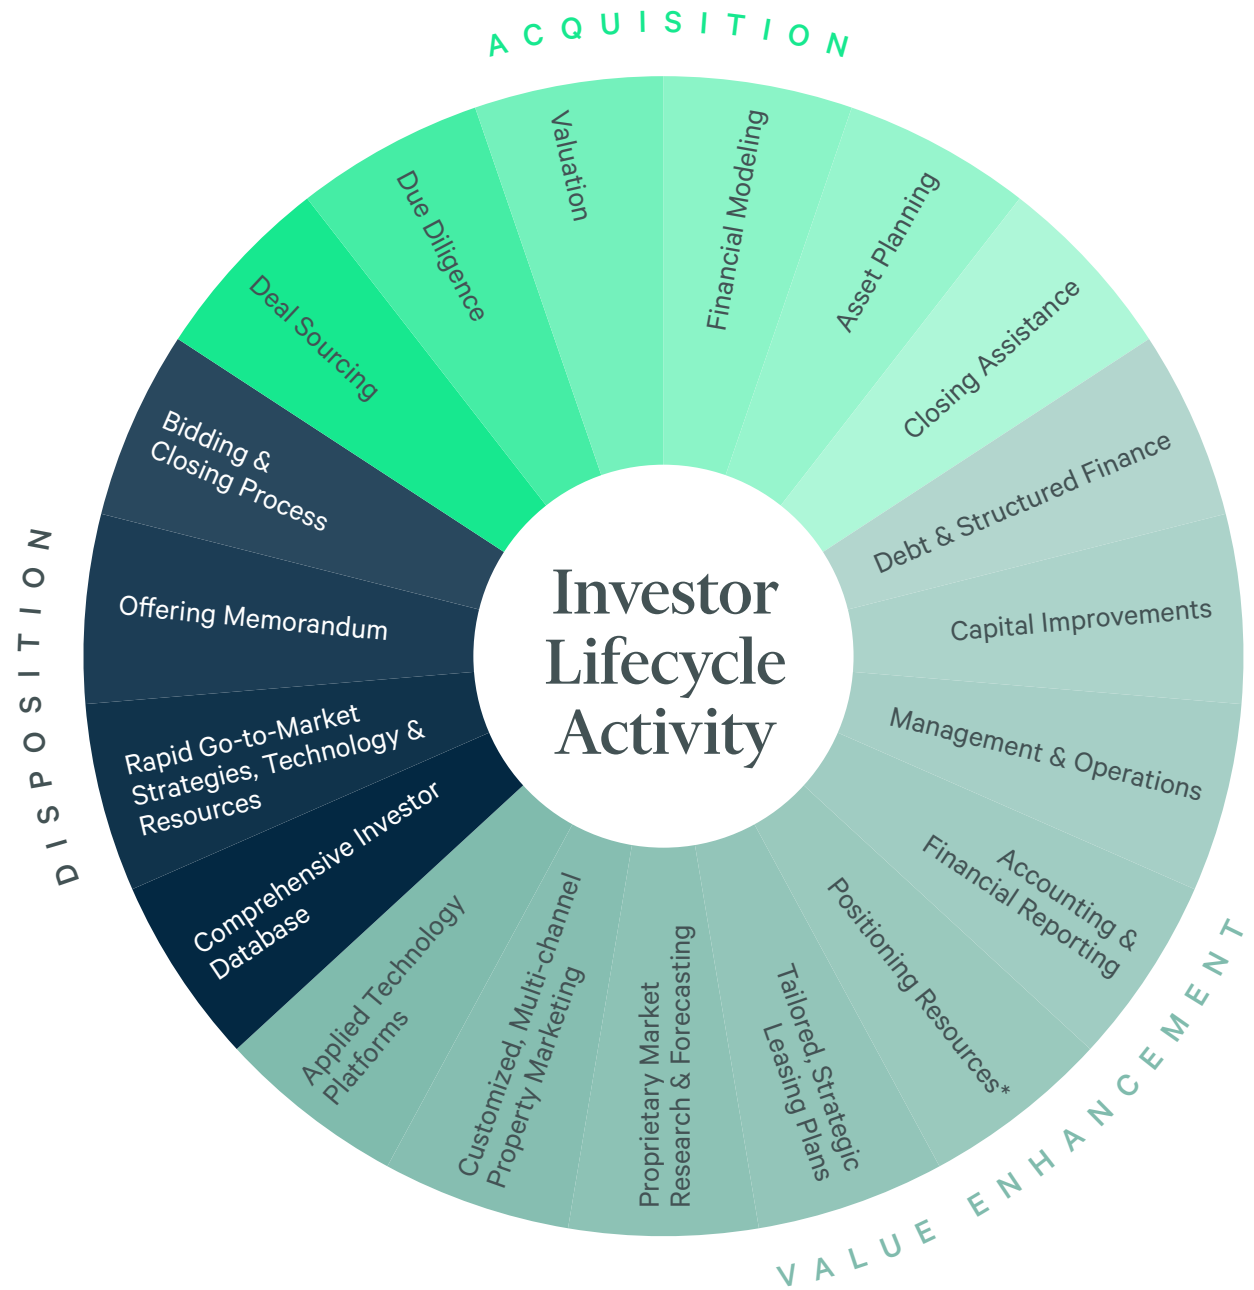 ACQUISITION
Deal Sourcing
Due Diligence
Valuation
Financial Modeling
Asset Planning
Closing Assistance
Debt & Structured Finance
Capital Improvements
Management & Operations
Accounting &
Financial Reporting
Positioning Resources*
Tailored, Strategic
Leasing Plans
Proprietary Market
Research & Forecasting
Customized, Multi-channel
Property Marketing
Applied Technology
Platforms
VALUE ENHANCEMENT
Comprehensive Investor
Database
Rapid Go-to-Market
Strategies, Technology &
Resources
Offering Memorandum
Bidding &
Closing Process
DISPOSITION
Investor
Lifecycle
Activity